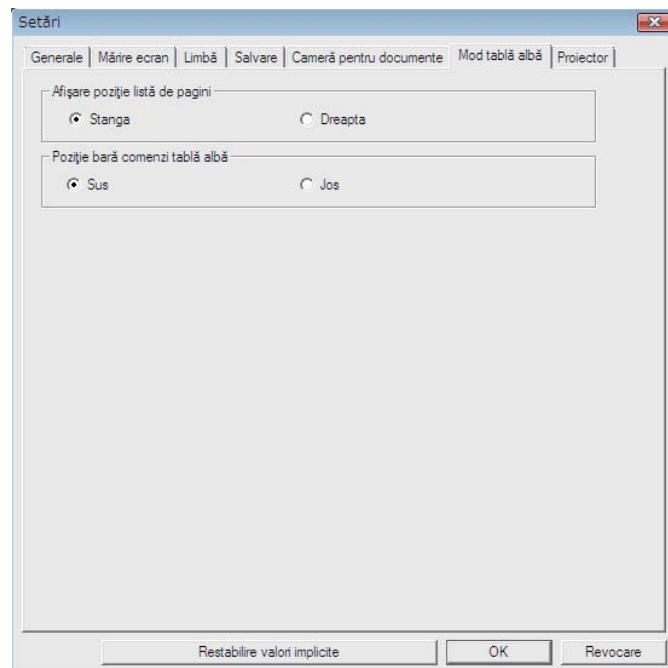 Setări
Generale Mărire ecran Limbă Salvare Cameră pentru documente Mod tablă albă Proiector
Afişare poziţie listă de pagini
Stanga Dreapta
Poziţie bară comenzi tablă albă
Sus Jos
Restabilire valori implicite OK Revocare